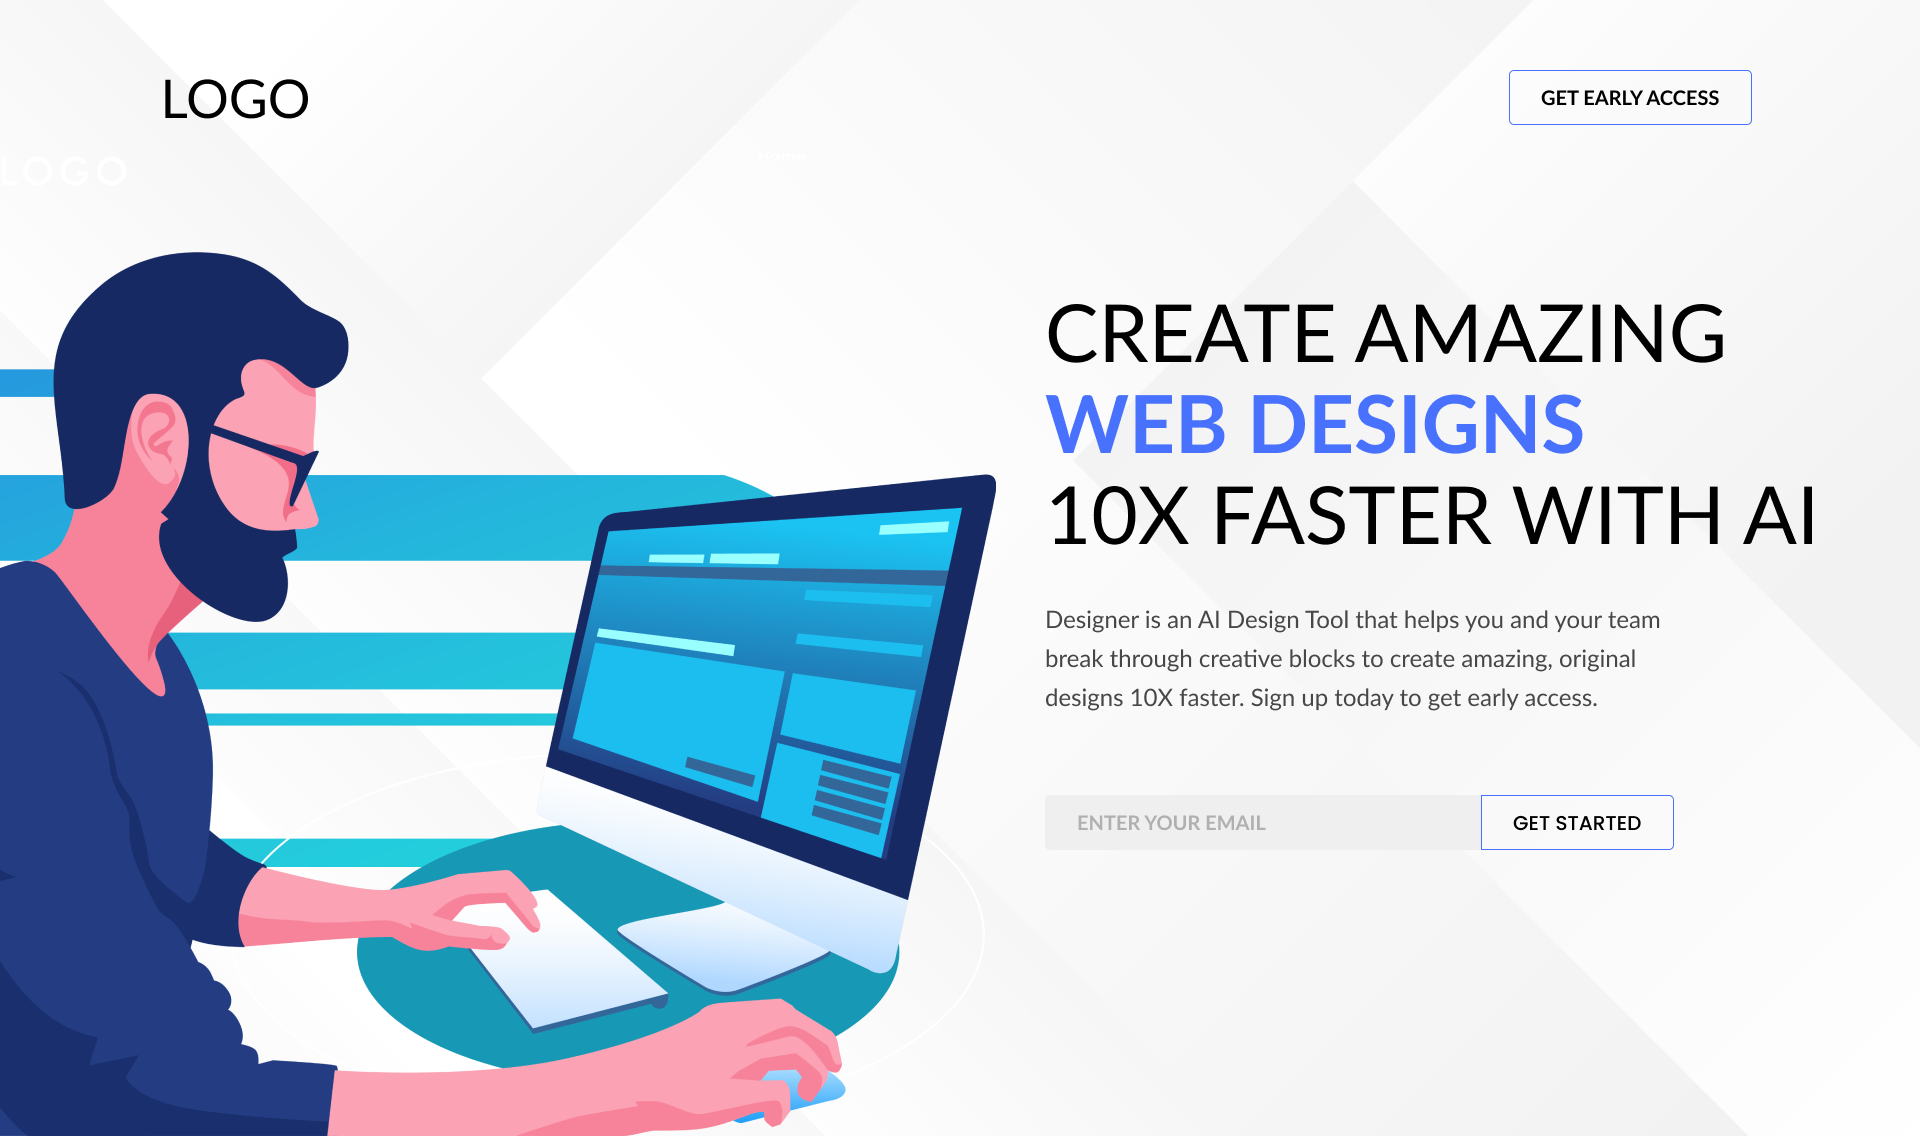 LOGO
GET EARLY ACCESS
LOGO
CREATE AMAZING
WEB DESIGNS
10X FASTER WITH AI
Designer is an AI Design Tool that helps you and your team
break through creative blocks to create amazing, original
designs 10X faster. Sign up today to get early access.
ENTER YOUR EMAIL
GET STARTED